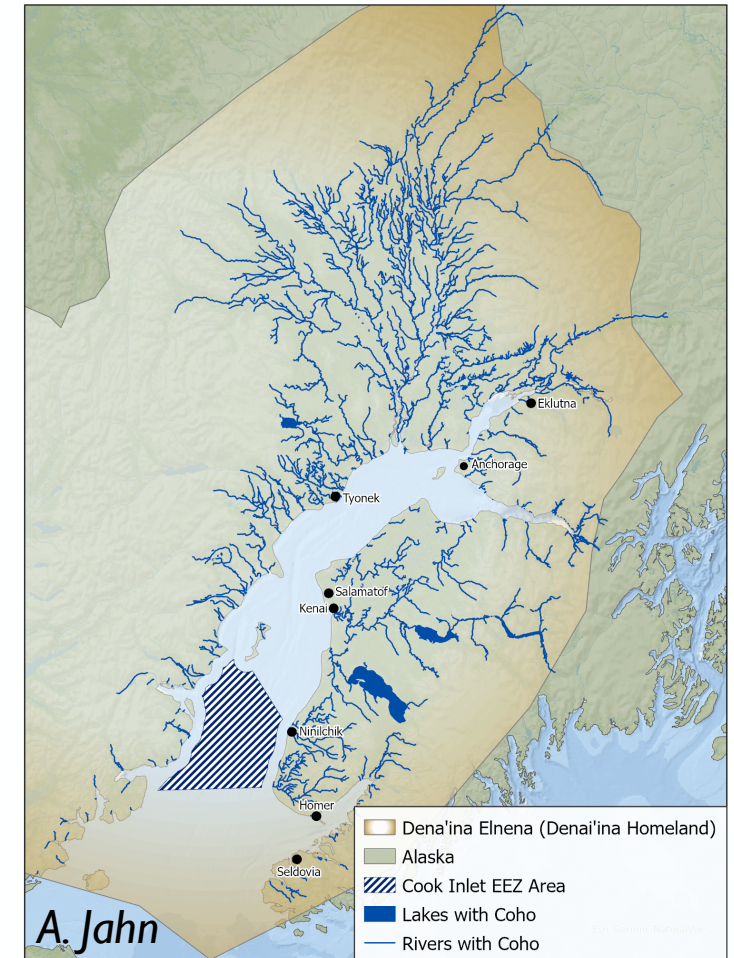 Eklutna
Anchorage
Tyonek
Salamatof
Kenai
Ninilchik
Homer
Seldovia
Dena'ina Elnena (Denai'ina Homeland)
Alaska
Cook Inlet EEZ Area
Lakes with Coho
Rivers with Coho
A. Jahn